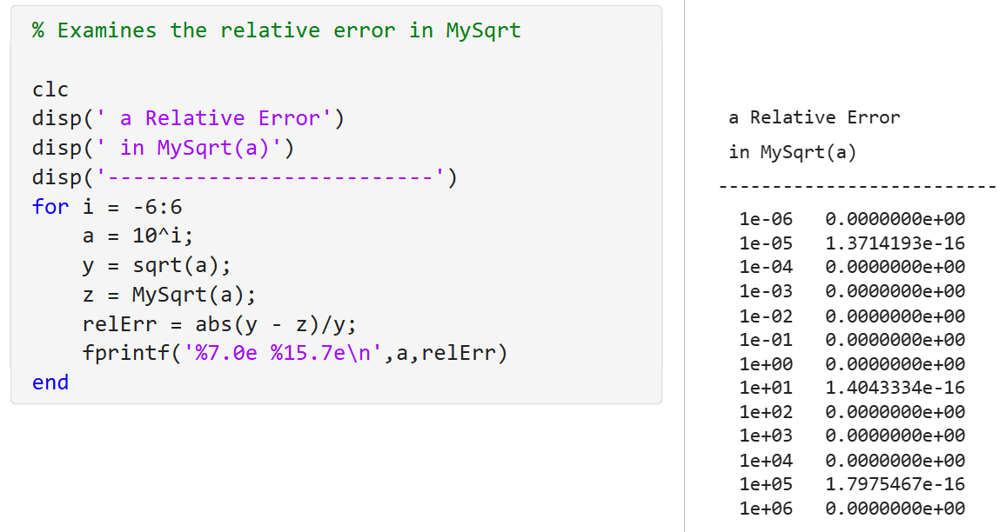 % Examines the relative error in MySqrt
clc
disp(' a Relative Error')
disp(' in MySqrt(a)')
disp('--------------------------')
for i = -6:6
    a = 10^i;
    y = sqrt(a);
    z = MySqrt(a);
    relErr = abs(y - z)/y;
    fprintf('%7.0e %15.7e\n',a,relErr)
end
a Relative Error
in MySqrt(a)
--------------------------
1e-06   0.0000000e+00
1e-05   1.3714193e-16
1e-04   0.0000000e+00
1e-03   0.0000000e+00
1e-02   0.0000000e+00
1e-01   0.0000000e+00
1e+00   0.0000000e+00
1e+01   1.4043334e-16
1e+02   0.0000000e+00
1e+03   0.0000000e+00
1e+04   0.0000000e+00
1e+05   1.7975467e-16
1e+06   0.0000000e+00